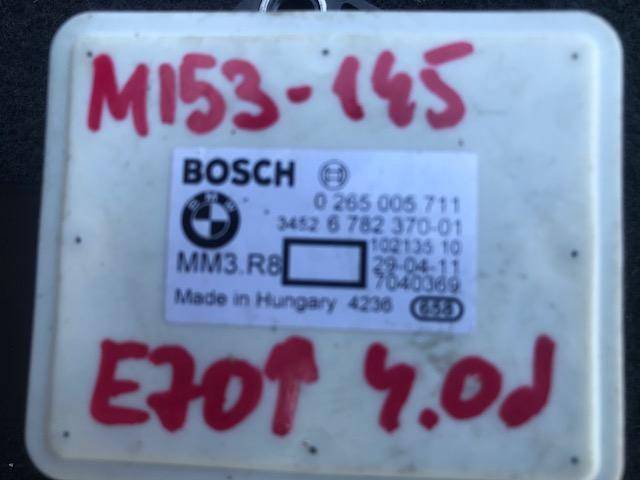 M153-145
BOSCH
0 265 005 711
BMW
3452 6 782 370-01
102135 10
MM3.R8
29-04-11
7040369
Made in Hungary 4236 658
E70↑ 4.0d